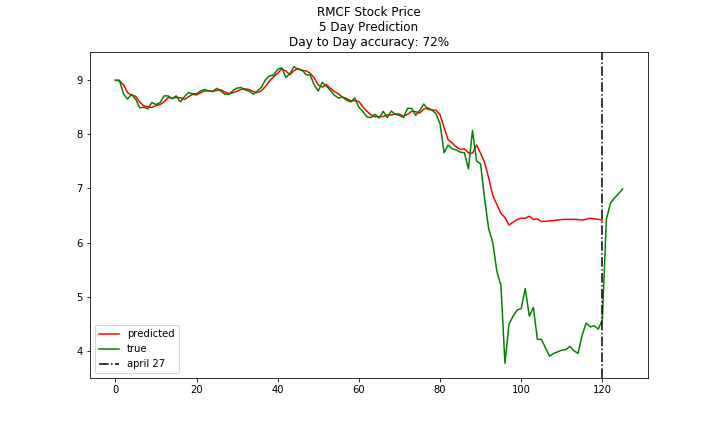 RMCF Stock Price
5 Day Prediction
Day to Day accuracy: 72%
9
8
7
6
5
4
predicted
true
april 27
0 20 40 60 80 100 120